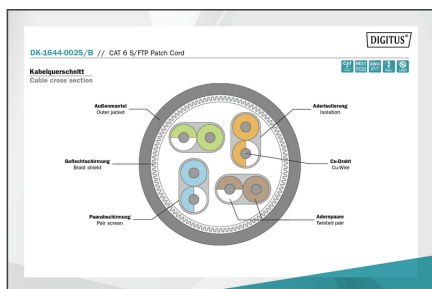 DIGITUS®
DK-1644-0025/B // CAT 6 S/FTP Patch Cord
Kabelquerschnitt
Cable cross section
Außenmantel
Outer jacket
Aderisolierung
Isolation
Geflechtschirmung
Braid shield
Cu-Draht
Cu-Wire
Paarabschirmung
Pair screen
Adernpaare
Twisted pair